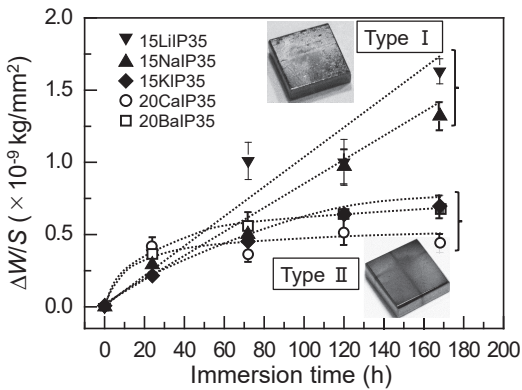 Type Ⅰ
▼ 15LiIP35
▲ 15NaIP35
◆ 15KIP35
○ 20CaIP35
□ 20BaIP35
2.0
1.5
1.0
0.5
0.0
ΔW/S ( × 10⁻⁹ kg/mm²)
Type Ⅱ
0 20 40 60 80 100 120 140 160 180 200
Immersion time (h)